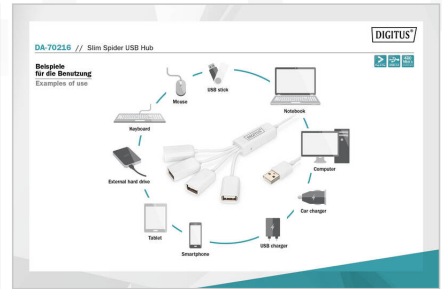 DIGITUS®
DA-70216 // Slim Spider USB Hub
Beispiele
für die Benutzung
Examples of use
USB stick
Mouse
Notebook
Keyboard
DIGITUS
Computer
External hard drive
Car charger
Tablet
USB charger
Smartphone